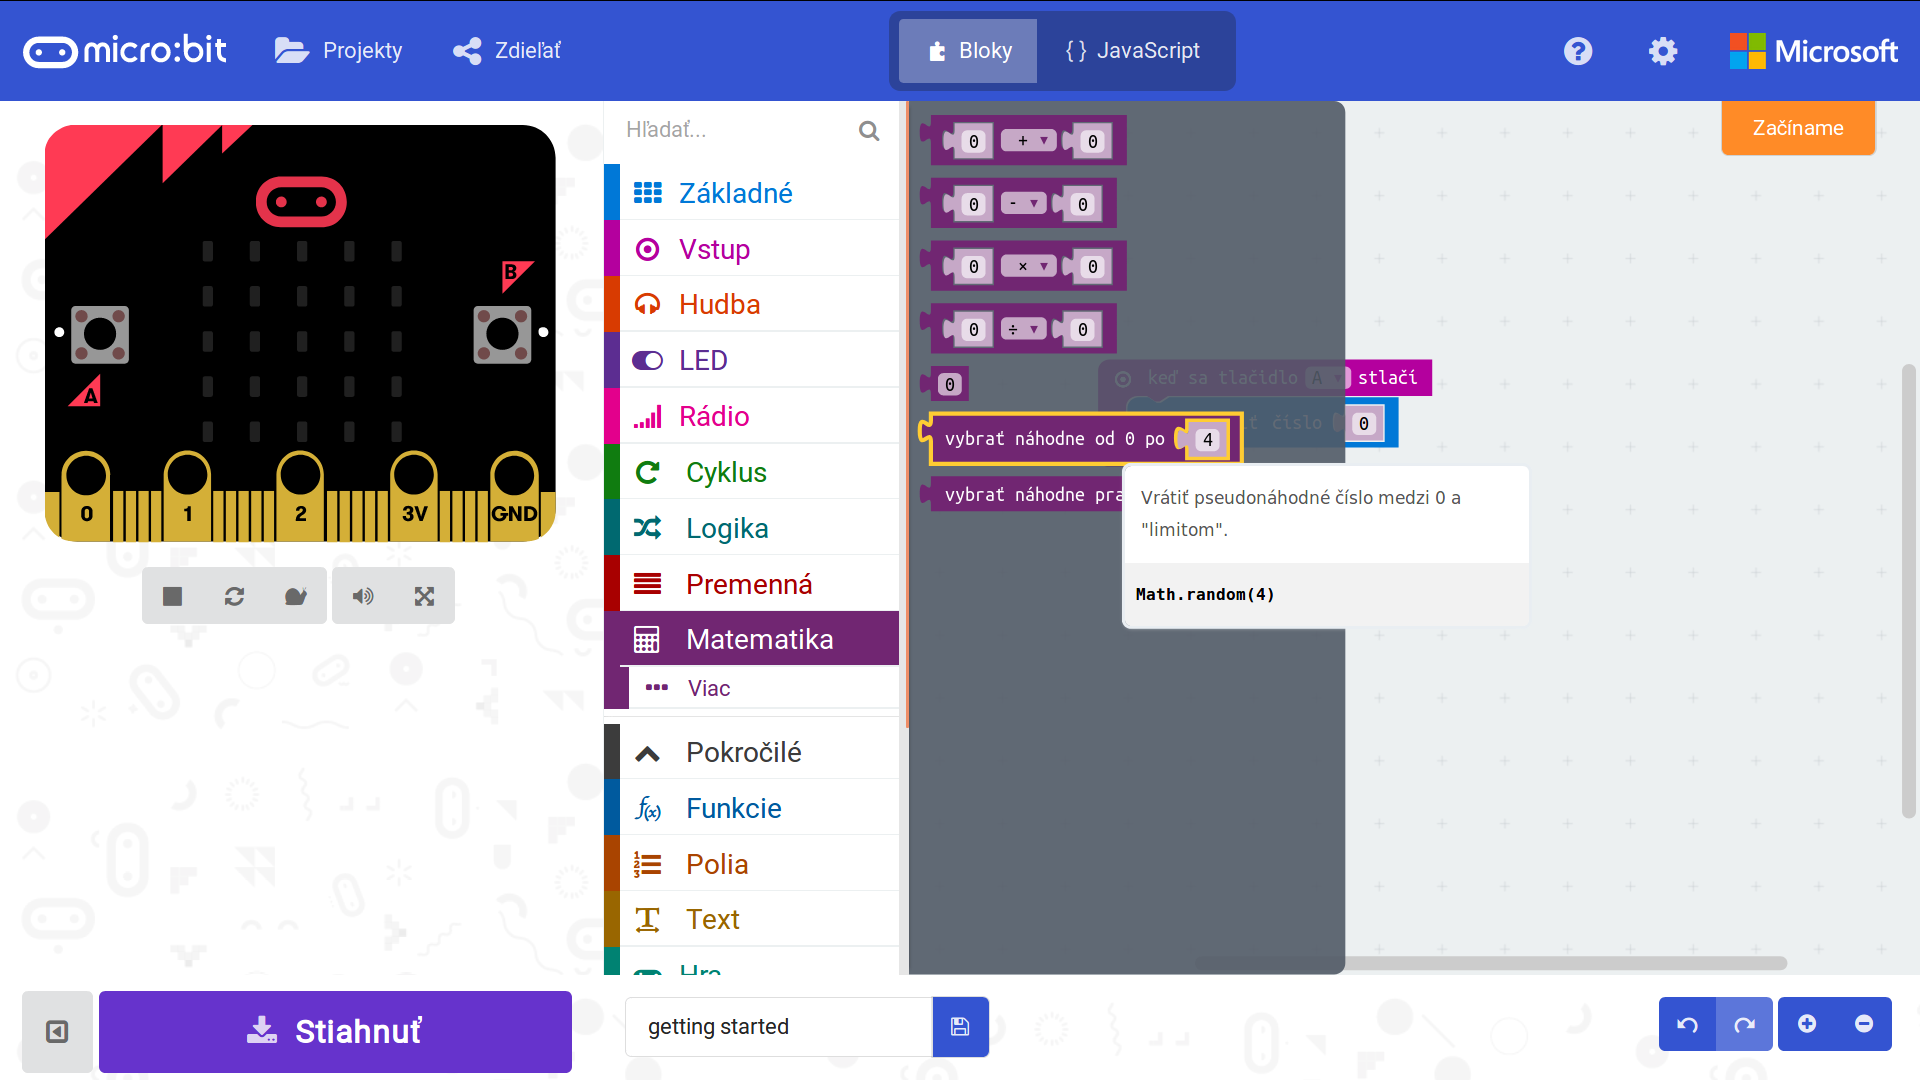 micro:bit
Projekty
Zdieľať
Bloky
{ } JavaScript
Microsoft
Hľadať...
Základné
Vstup
Hudba
LED
Rádio
Cyklus
Logika
Premenná
Matematika
Viac
Pokročilé
Funkcie
Polia
Text
Hra
B
A
0
1
2
3V
GND
Stiahnuť
0 + 0
0 - 0
0 × 0
0 ÷ 0
0
vybrať náhodne od 0 po 4
vybrať náhodne pra
keď sa tlačidlo A stlačí
ť číslo 0
Vrátiť pseudonáhodné číslo medzi 0 a
"limitom".
Math.random(4)
Začíname
getting started